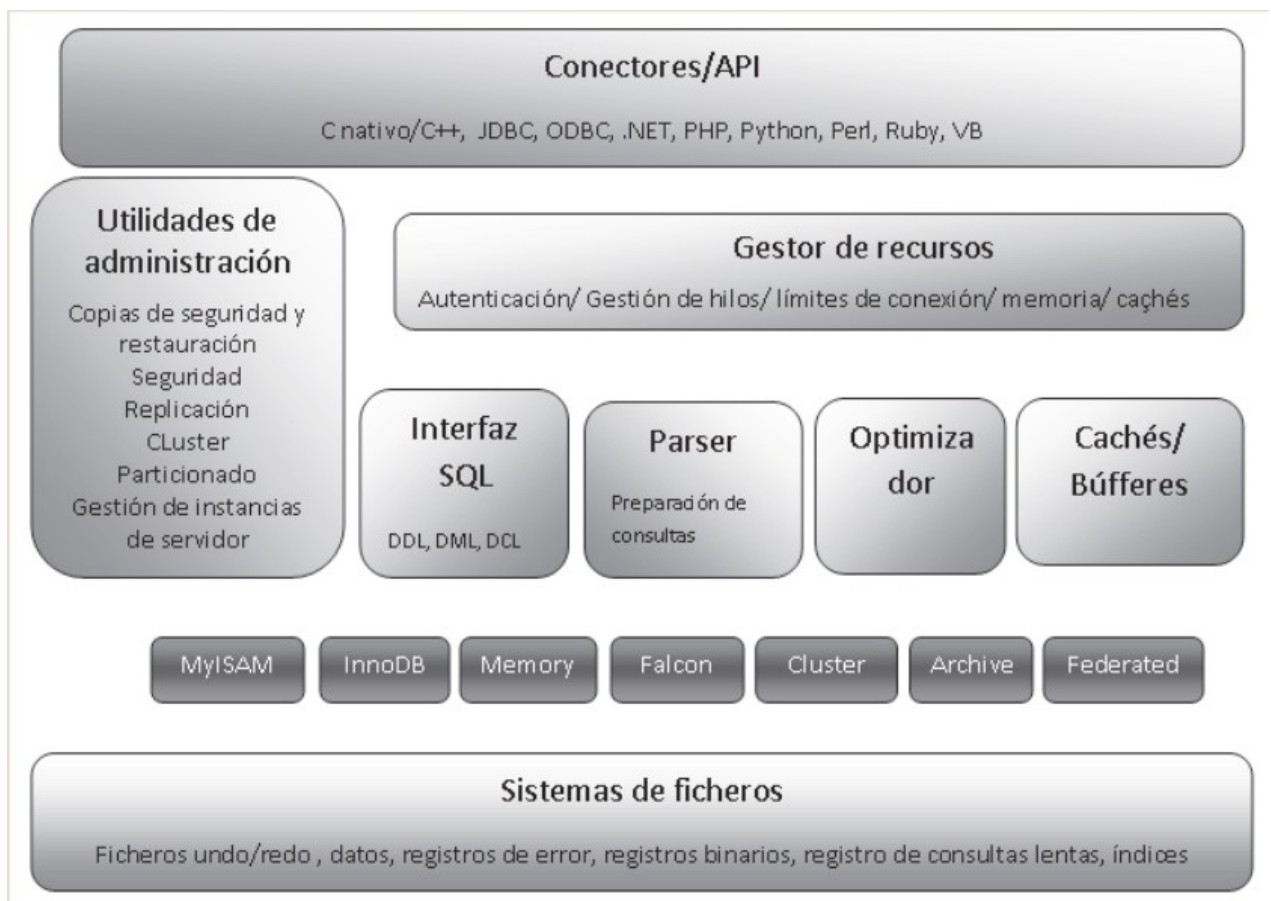 Conectores/API
C nativo/C++, JDBC, ODBC, .NET, PHP, Python, Perl, Ruby, VB
Utilidades de
administración
Copias de seguridad y
restauración
Seguridad
Replicación
CLuster
Particionado
Gestión de instancias
de servidor
Gestor de recursos
Autenticación/ Gestión de hilos/ límites de conexión/ memoria/ caçhés
Interfaz
SQL
DDL, DML, DCL
Parser
Preparación de
consultas
Optimiza
dor
Cachés/
Búfferes
MyISAM
InnoDB
Memory
Falcon
Cluster
Archive
Federated
Sistemas de ficheros
Ficheros undo/redo , datos, registros de error, registros binarios, registro de consultas lentas, índices